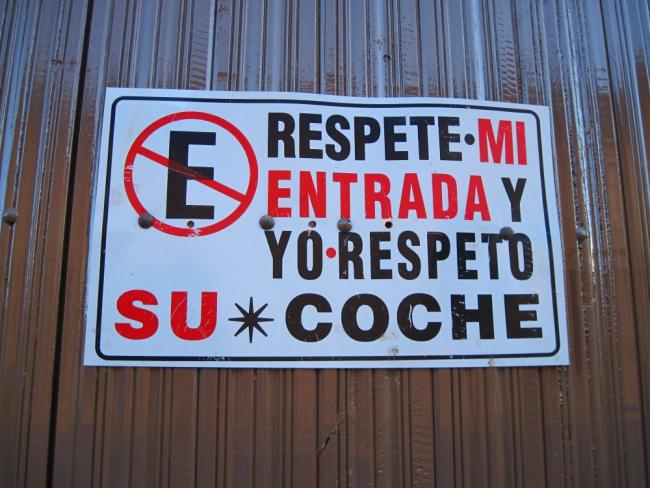 E
RESPETE·MI
ENTRADA Y
YO·RESPETO
SU✴COCHE